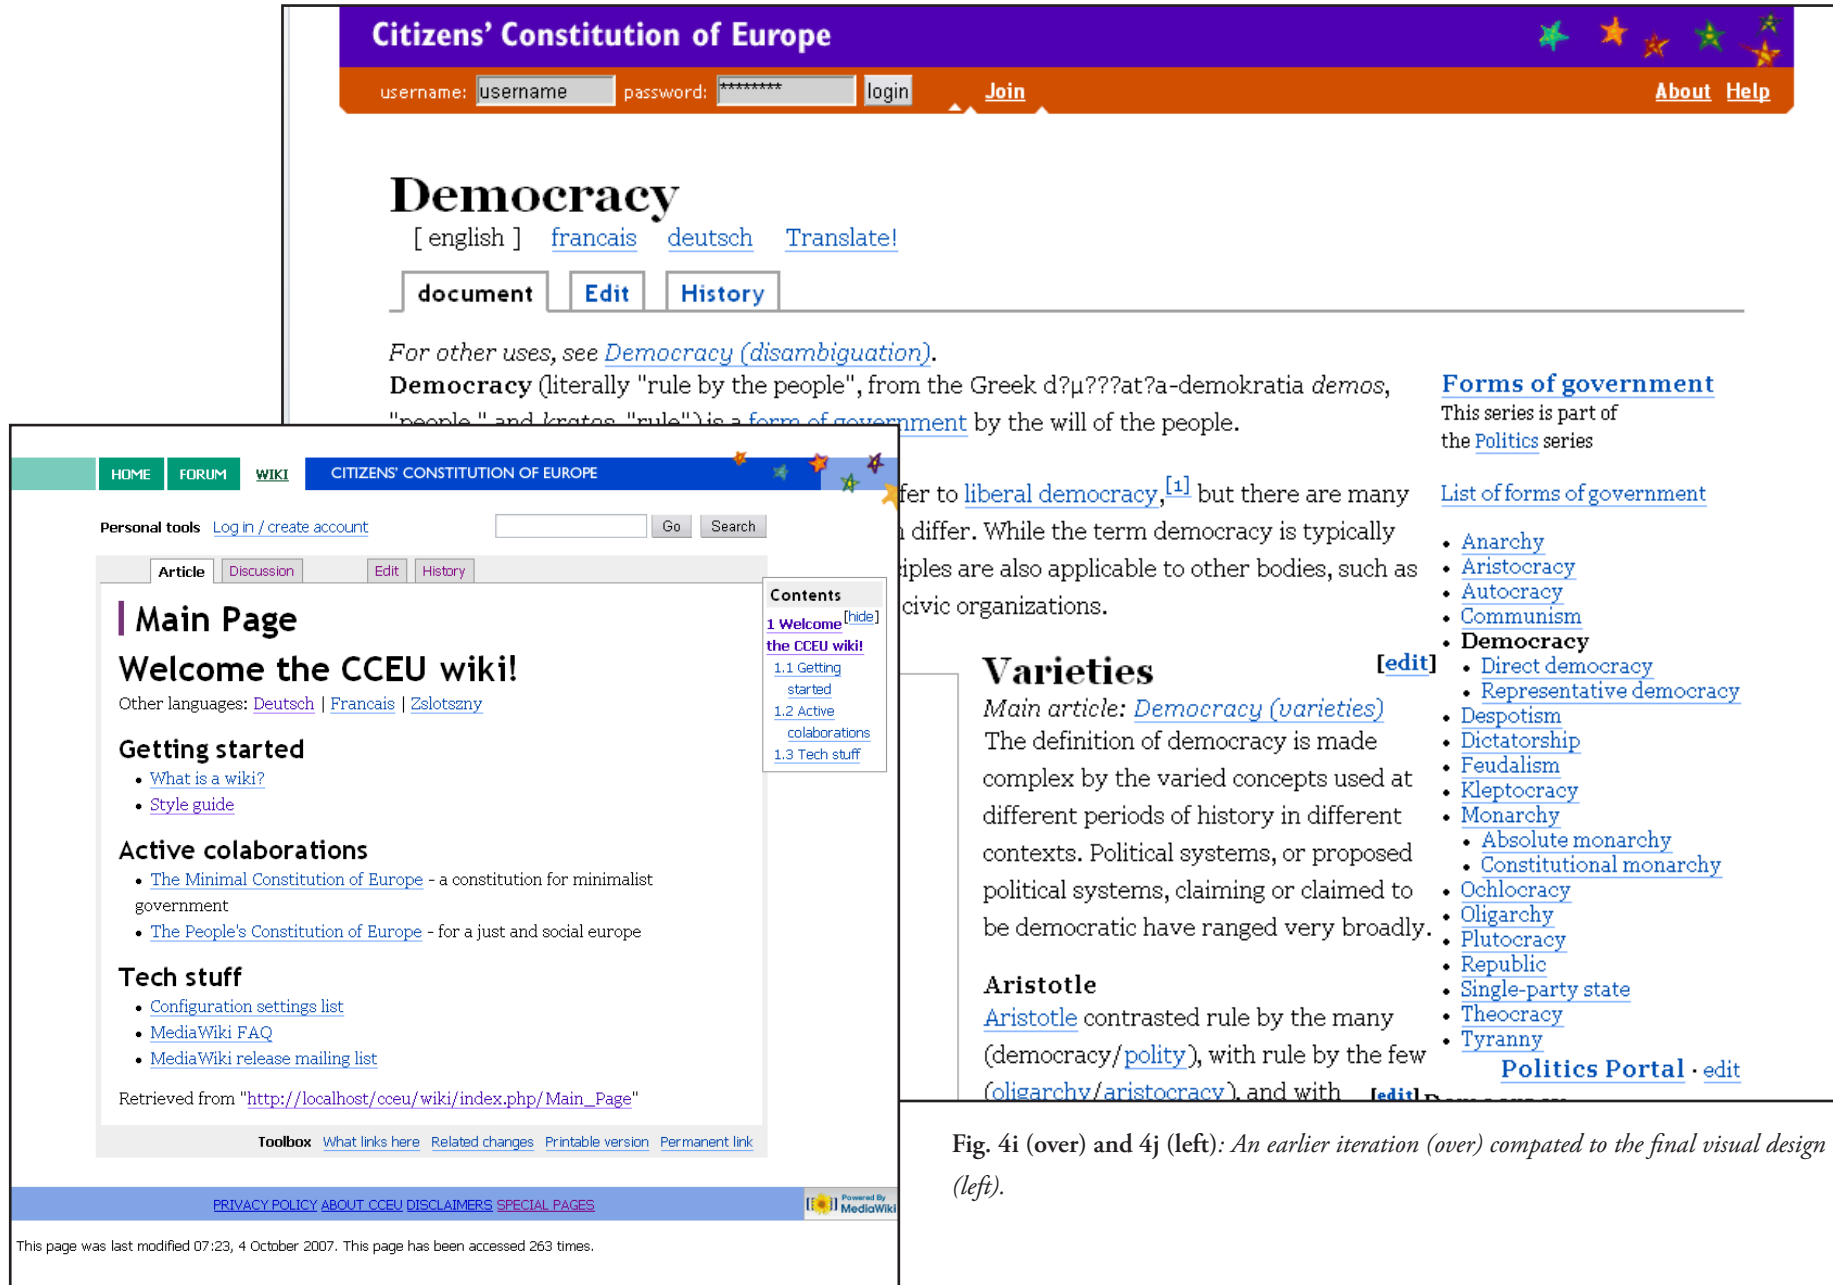 Citizens' Constitution of Europe
username: username password: ******** login Join About Help
Democracy
[ english ] francais deutsch Translate!
document Edit History
For other uses, see Democracy (disambiguation).
Democracy (literally "rule by the people", from the Greek d?µ???at?a-demokratia demos,
"people," and kratos, "rule") is a form of government by the will of the people.
fer to liberal democracy,[1] but there are many
differ. While the term democracy is typically
iples are also applicable to other bodies, such as
civic organizations.
Varieties [edit]
Main article: Democracy (varieties)
The definition of democracy is made
complex by the varied concepts used at
different periods of history in different
contexts. Political systems, or proposed
political systems, claiming or claimed to
be democratic have ranged very broadly.
Aristotle
Aristotle contrasted rule by the many
(democracy/polity), with rule by the few
(oligarchy/aristocracy), and with [edit]
Forms of government
This series is part of
the Politics series
List of forms of government
• Anarchy
• Aristocracy
• Autocracy
• Communism
• Democracy
• Direct democracy
• Representative democracy
• Despotism
• Dictatorship
• Feudalism
• Kleptocracy
• Monarchy
• Absolute monarchy
• Constitutional monarchy
• Ochlocracy
• Oligarchy
• Plutocracy
• Republic
• Single-party state
• Theocracy
• Tyranny
Politics Portal · edit
HOME FORUM WIKI CITIZENS' CONSTITUTION OF EUROPE
Personal tools Log in / create account Go Search
Article Discussion Edit History
Main Page
Welcome the CCEU wiki!
Other languages: Deutsch | Francais | Zslotszny
Getting started
• What is a wiki?
• Style guide
Active colaborations
• The Minimal Constitution of Europe - a constitution for minimalist
government
• The People's Constitution of Europe - for a just and social europe
Tech stuff
• Configuration settings list
• MediaWiki FAQ
• MediaWiki release mailing list
Retrieved from "http://localhost/cceu/wiki/index.php/Main_Page"
Toolbox What links here Related changes Printable version Permanent link
Contents
1 Welcome [hide]
the CCEU wiki!
1.1 Getting
started
1.2 Active
colaborations
1.3 Tech stuff
PRIVACY POLICY ABOUT CCEU DISCLAIMERS SPECIAL PAGES
Powered By
MediaWiki
This page was last modified 07:23, 4 October 2007. This page has been accessed 263 times.
Fig. 4i (over) and 4j (left): An earlier iteration (over) compated to the final visual design
(left).